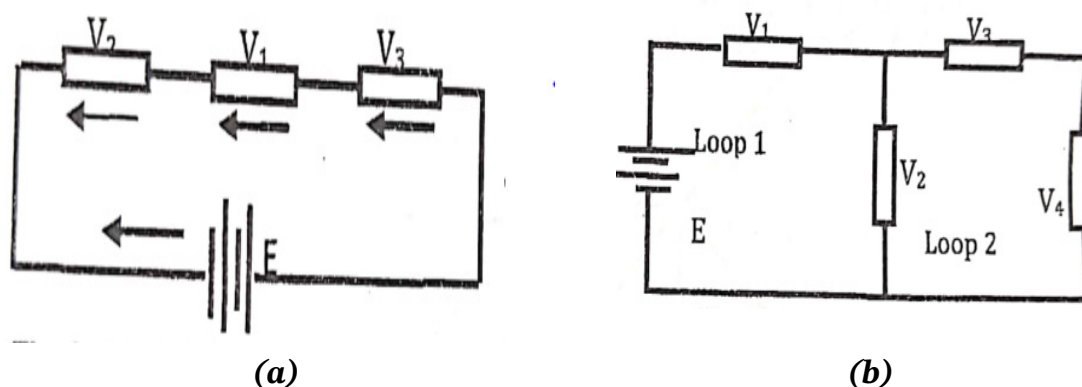 V₂ V₁ V₃
E
(a)
V₁ V₃
Loop 1
V₂
V₄
E
Loop 2
(b)